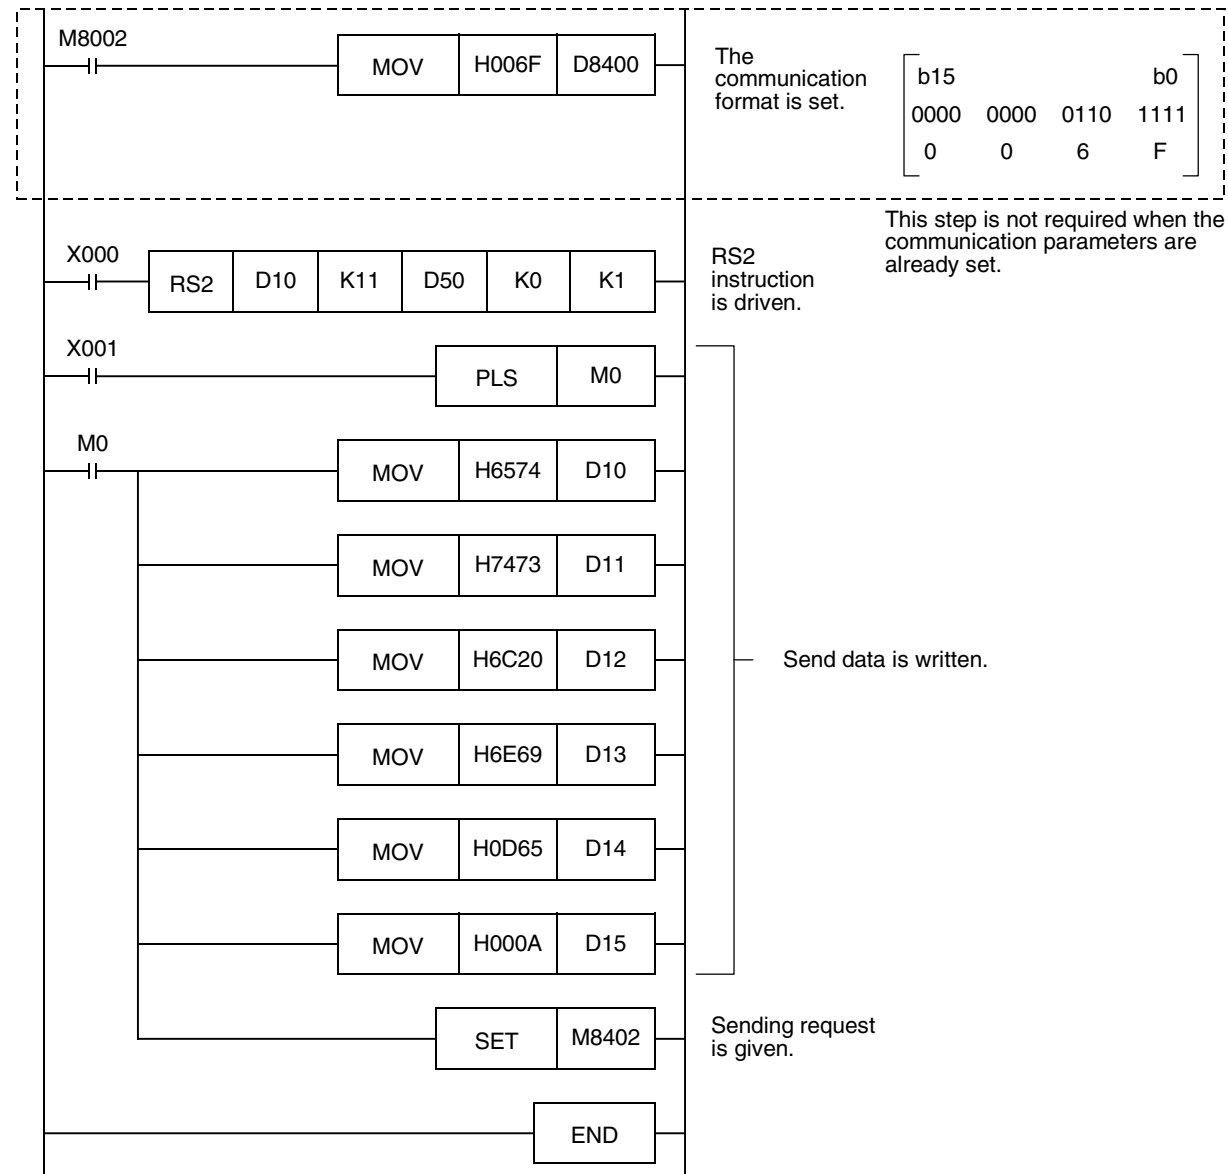 M8002
MOV H006F D8400
The
communication
format is set.
b15 b0
0000 0000 0110 1111
0 0 6 F
This step is not required when the
communication parameters are
already set.
X000
RS2 D10 K11 D50 K0 K1
RS2
instruction
is driven.
X001
PLS M0
M0
MOV H6574 D10
MOV H7473 D11
MOV H6C20 D12
Send data is written.
MOV H6E69 D13
MOV H0D65 D14
MOV H000A D15
SET M8402
Sending request
is given.
END